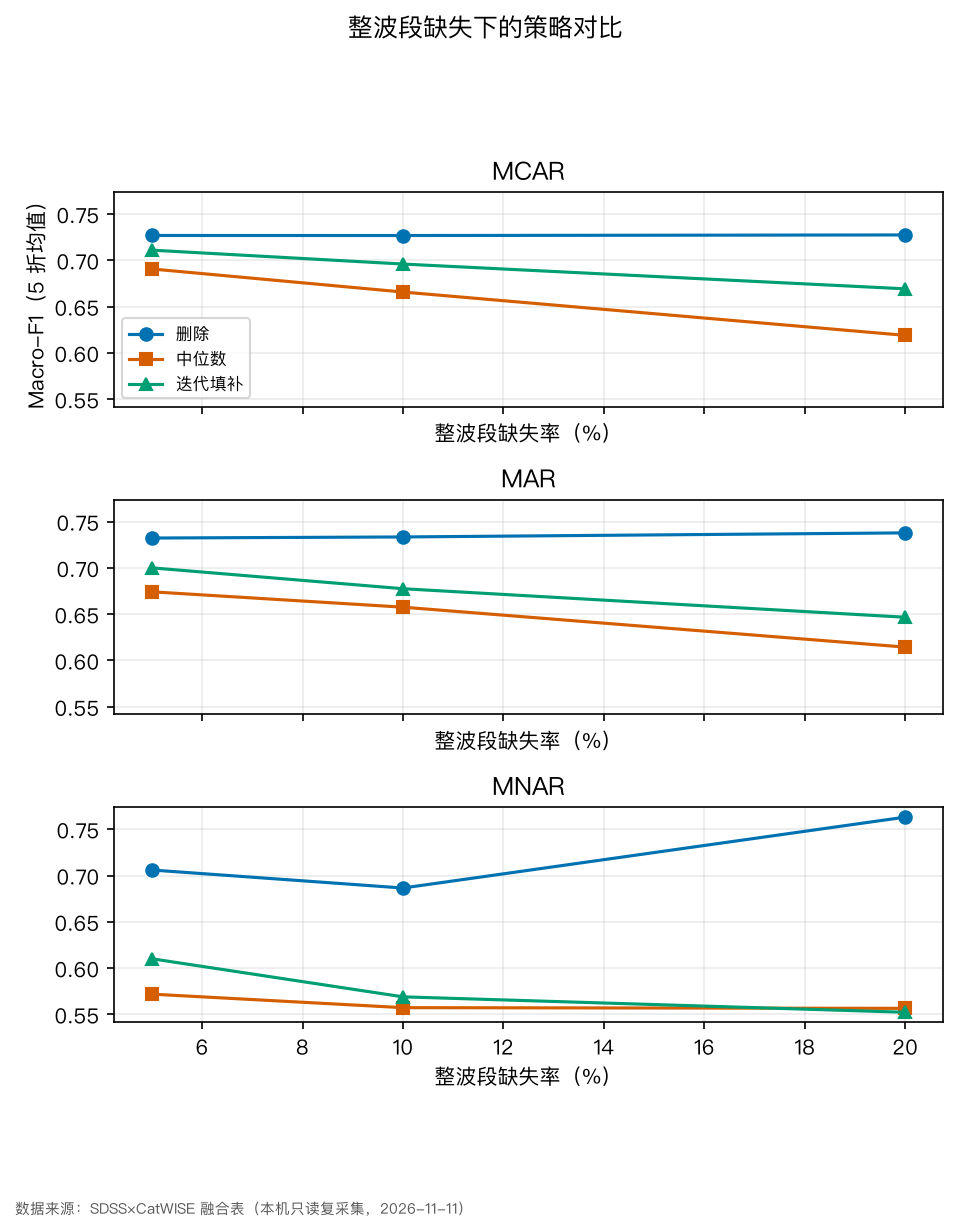 整波段缺失下的策略对比
MCAR
Macro–F1（5 折均值）
0.75
0.70
0.65
0.60
0.55
删除
中位数
迭代填补
整波段缺失率（%）
MAR
0.75
0.70
0.65
0.60
0.55
整波段缺失率（%）
MNAR
0.75
0.70
0.65
0.60
0.55
6 8 10 12 14 16 18 20
整波段缺失率（%）
数据来源：SDSS×CatWISE 融合表（本机只读复采集，2026–11–11）